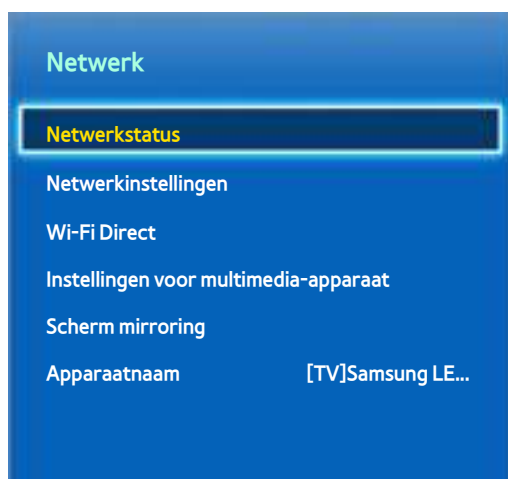 Netwerk
Netwerkstatus
Netwerkinstellingen
Wi-Fi Direct
Instellingen voor multimedia-apparaat
Scherm mirroring
Apparaatnaam [TV]Samsung LE...